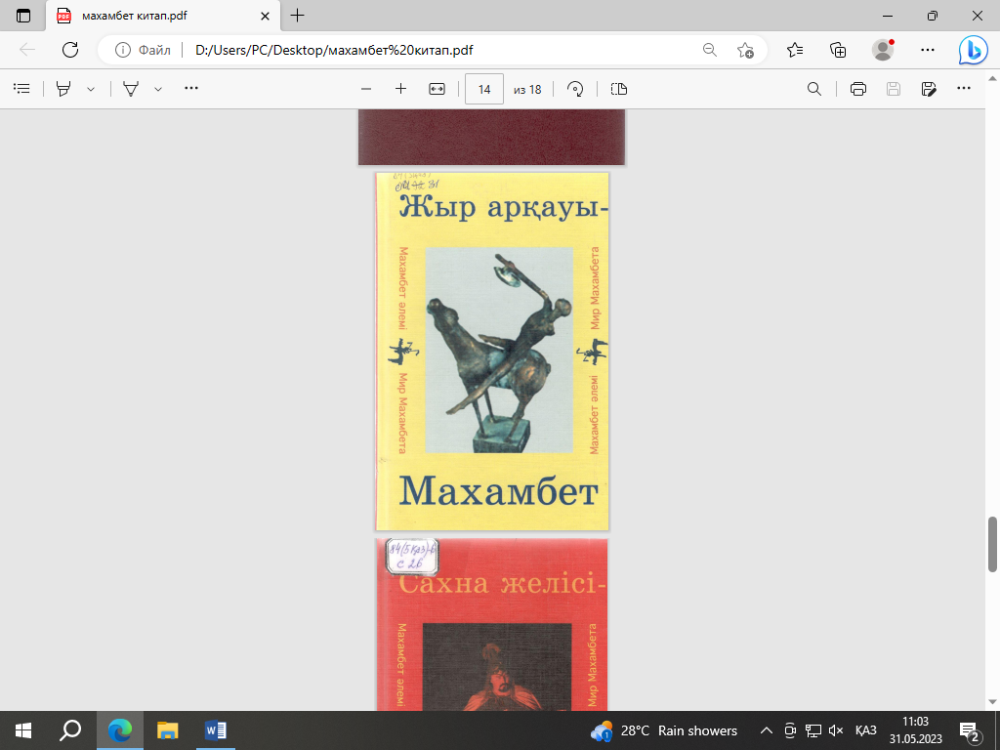 махамбет китап.pdf
Файл
D:/Users/PC/Desktop/махамбет%20китап.pdf
14
из 18
Жыр арқауы-
Махамбет әлемі
Мир Махамбета
Мир Махамбета
Махамбет әлемі
Махамбет
84(5Қаз)-6
С 26
Сахна желісі-
Махамбет әлемі
Мир Махамбета
28°C Rain showers
ҚАЗ
11:03
31.05.2023
2